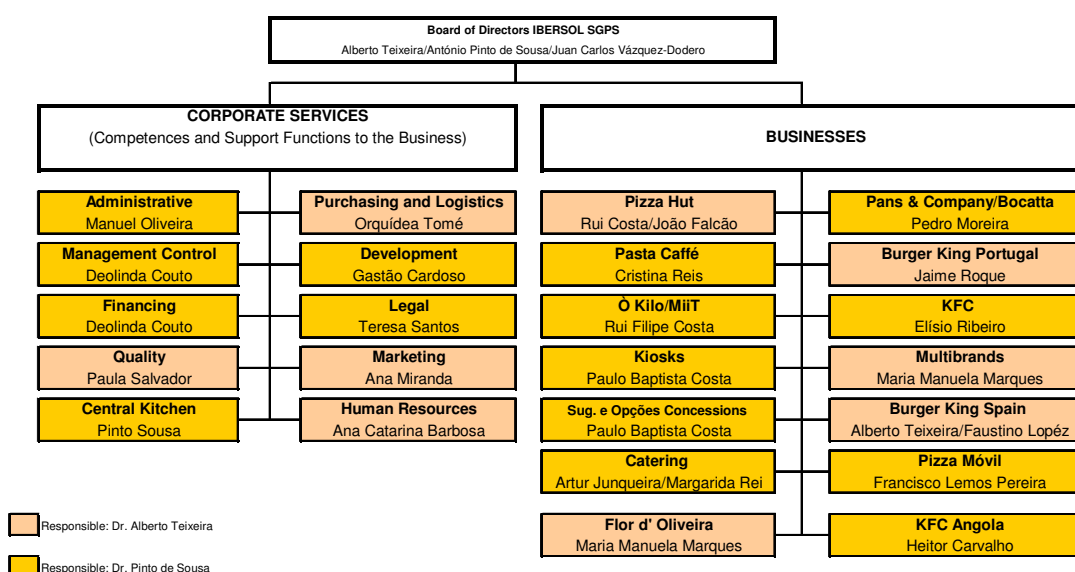 Board of Directors IBERSOL SGPS
Alberto Teixeira/António Pinto de Sousa/Juan Carlos Vázquez-Dodero
CORPORATE SERVICES
(Competences and Support Functions to the Business)
BUSINESSES
Administrative
Manuel Oliveira
Purchasing and Logistics
Orquídea Tomé
Pizza Hut
Rui Costa/João Falcão
Pans & Company/Bocatta
Pedro Moreira
Management Control
Deolinda Couto
Development
Gastão Cardoso
Pasta Caffé
Cristina Reis
Burger King Portugal
Jaime Roque
Financing
Deolinda Couto
Legal
Teresa Santos
Ò Kilo/MiiT
Rui Filipe Costa
KFC
Elísio Ribeiro
Quality
Paula Salvador
Marketing
Ana Miranda
Kiosks
Paulo Baptista Costa
Multibrands
Maria Manuela Marques
Central Kitchen
Pinto Sousa
Human Resources
Ana Catarina Barbosa
Sug. e Opções Concessions
Paulo Baptista Costa
Burger King Spain
Alberto Teixeira/Faustino Lopéz
Catering
Artur Junqueira/Margarida Rei
Pizza Móvil
Francisco Lemos Pereira
Responsible: Dr. Alberto Teixeira
Flor d' Oliveira
Maria Manuela Marques
KFC Angola
Heitor Carvalho
Responsible: Dr. Pinto de Sousa